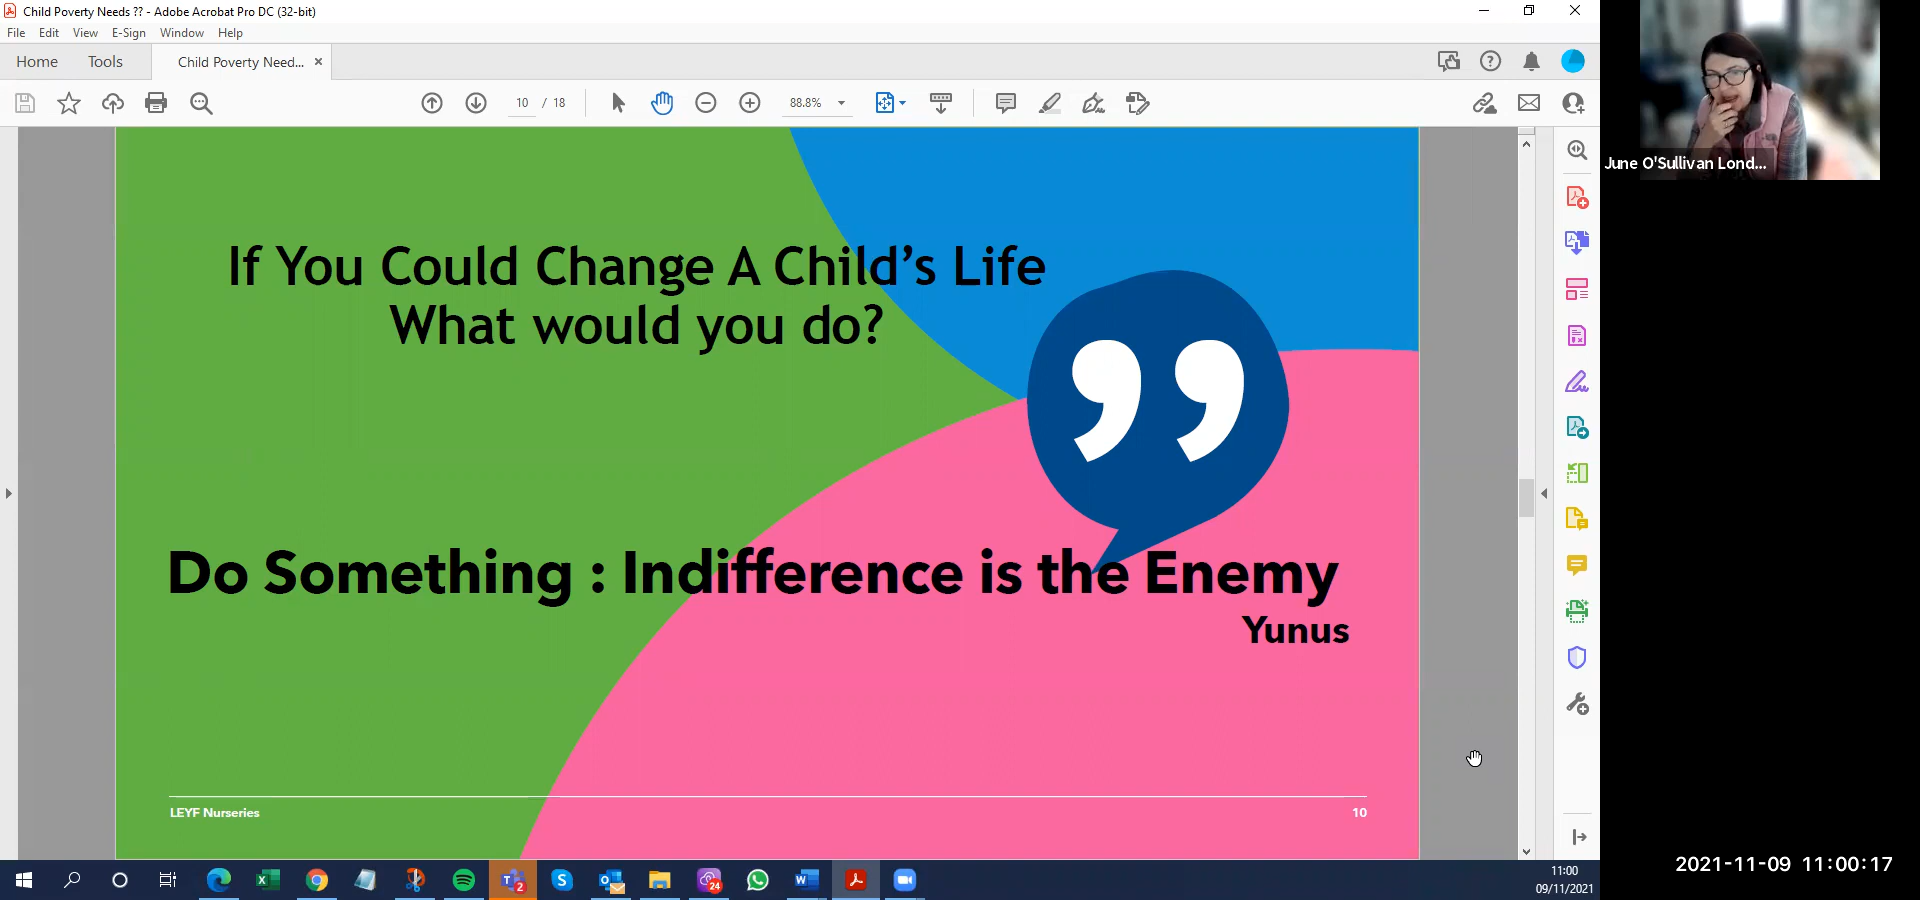 Child Poverty Needs ?? - Adobe Acrobat Pro DC (32-bit)
File Edit View E-Sign Window Help
Home Tools Child Poverty Need... ×
10 / 18 88.8%
June O'Sullivan Lond...
If You Could Change A Child’s Life
What would you do?
Do Something : Indifference is the Enemy
Yunus
LEYF Nurseries 10
2021-11-09 11:00:17
2
24
11:00
09/11/2021